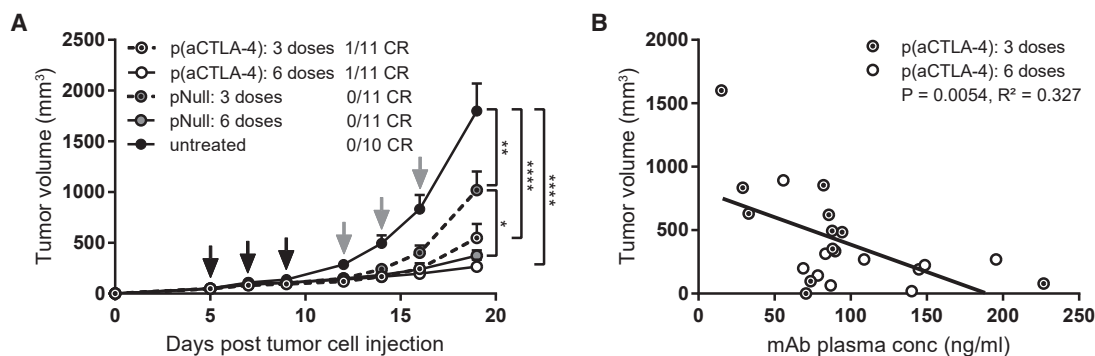 A
Tumor volume (mm³)
2500
2000
1500
1000
500
0
p(aCTLA-4): 3 doses 1/11 CR
p(aCTLA-4): 6 doses 1/11 CR
pNull: 3 doses 0/11 CR
pNull: 6 doses 0/11 CR
untreated 0/10 CR
**
*
****
****
0 5 10 15 20
Days post tumor cell injection
B
Tumor volume (mm³)
2000
1500
1000
500
0
p(aCTLA-4): 3 doses
p(aCTLA-4): 6 doses
P = 0.0054, R² = 0.327
0 50 100 150 200 250
mAb plasma conc (ng/ml)